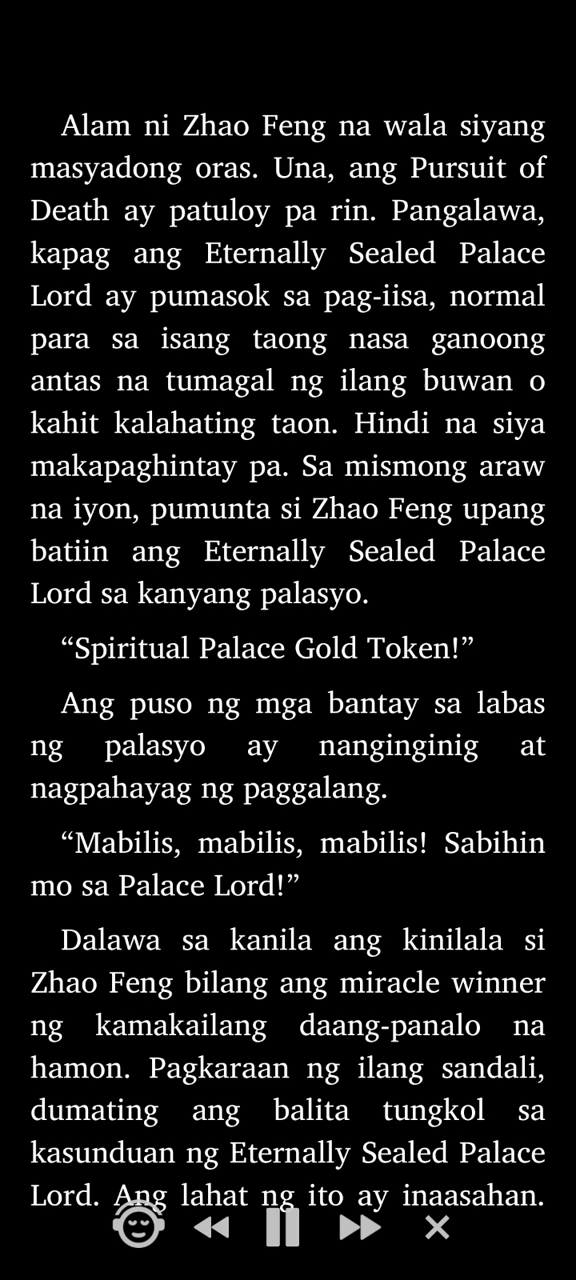 Alam ni Zhao Feng na wala siyang
masyadong oras. Una, ang Pursuit of
Death ay patuloy pa rin. Pangalawa,
kapag ang Eternally Sealed Palace
Lord ay pumasok sa pag-iisa, normal
para sa isang taong nasa ganoong
antas na tumagal ng ilang buwan o
kahit kalahating taon. Hindi na siya
makapaghintay pa. Sa mismong araw
na iyon, pumunta si Zhao Feng upang
batiin ang Eternally Sealed Palace
Lord sa kanyang palasyo.
“Spiritual Palace Gold Token!”
Ang puso ng mga bantay sa labas
ng palasyo ay nanginginig at
nagpahayag ng paggalang.
“Mabilis, mabilis, mabilis! Sabihin
mo sa Palace Lord!”
Dalawa sa kanila ang kinilala si
Zhao Feng bilang ang miracle winner
ng kamakailang daang-panalo na
hamon. Pagkaraan ng ilang sandali,
dumating ang balita tungkol sa
kasunduan ng Eternally Sealed Palace
Lord. Ang lahat ng ito ay inaasahan.